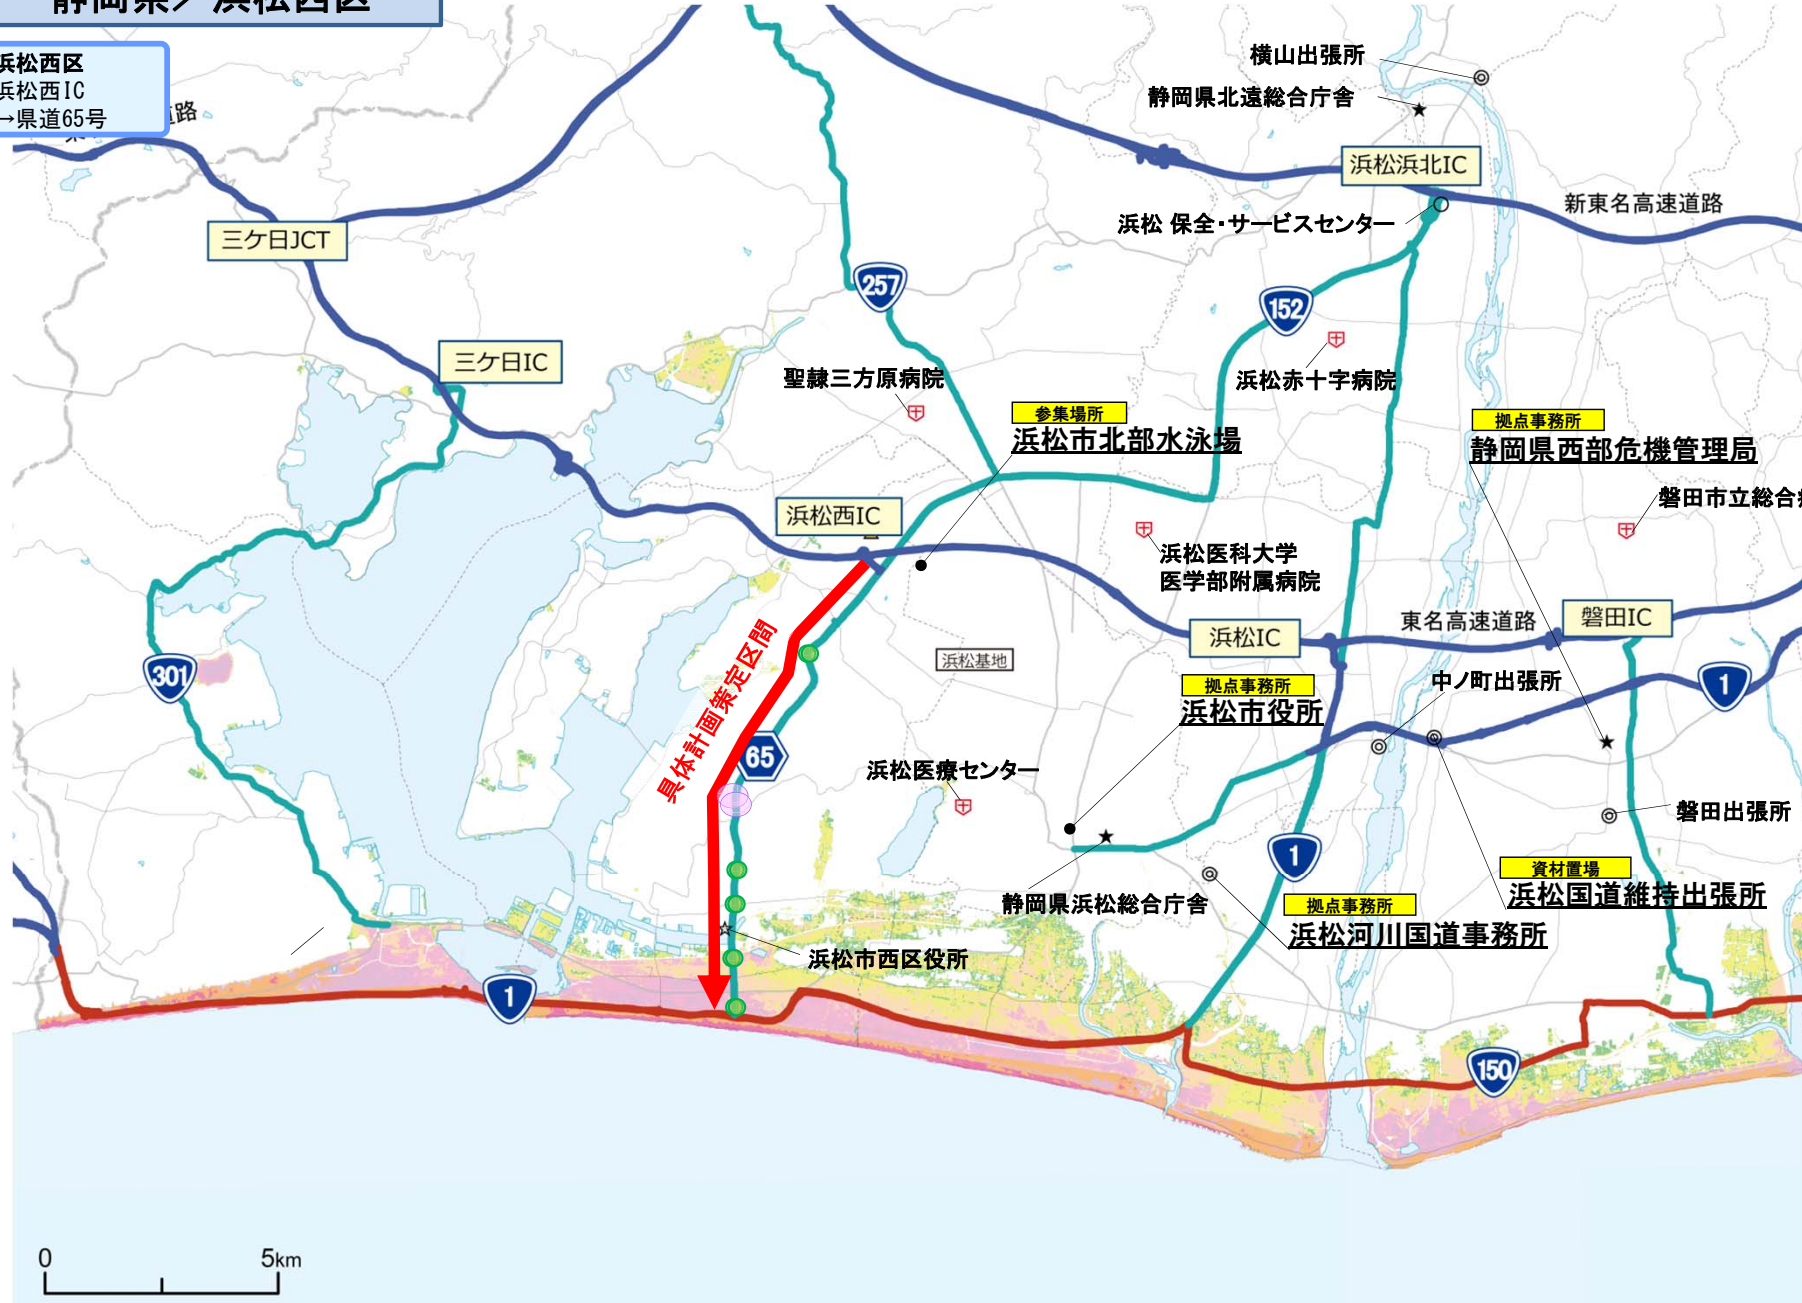 静岡県/浜松西区
浜松西区
浜松西IC
→県道65号
道路
横山出張所
静岡県北遠総合庁舎
浜松浜北IC
新東名高速道路
浜松 保全・サービスセンター
三ケ日JCT
257
152
三ケ日IC
聖隷三方原病院
浜松赤十字病院
参集場所
浜松市北部水泳場
拠点事務所
静岡県西部危機管理局
磐田市立総合
浜松西IC
浜松医科大学
医学部附属病院
東名高速道路
磐田IC
浜松IC
具体計画策定区間
浜松基地
301
拠点事務所
浜松市役所
中ノ町出張所
1
65
浜松医療センター
磐田出張所
1
資材置場
浜松国道維持出張所
静岡県浜松総合庁舎
拠点事務所
浜松河川国道事務所
浜松市西区役所
1
150
0
5km